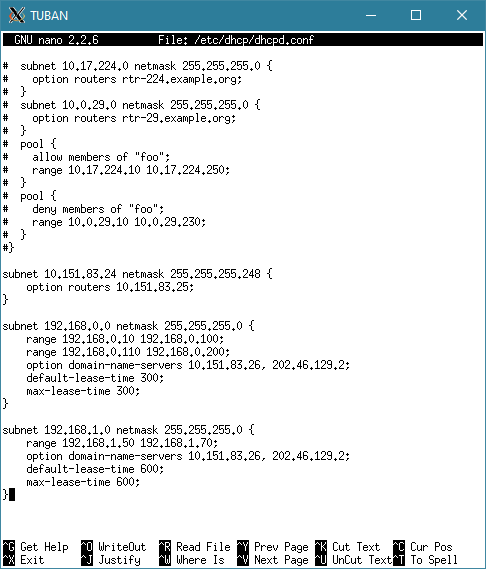 TUBAN
GNU nano 2.2.6 File: /etc/dhcp/dhcpd.conf
#  subnet 10.17.224.0 netmask 255.255.255.0 {
#    option routers rtr-224.example.org;
#  }
#  subnet 10.0.29.0 netmask 255.255.255.0 {
#    option routers rtr-29.example.org;
#  }
#  pool {
#    allow members of "foo";
#    range 10.17.224.10 10.17.224.250;
#  }
#  pool {
#    deny members of "foo";
#    range 10.0.29.10 10.0.29.230;
#  }
#}
subnet 10.151.83.24 netmask 255.255.255.248 {
    option routers 10.151.83.25;
}
subnet 192.168.0.0 netmask 255.255.255.0 {
    range 192.168.0.10 192.168.0.100;
    range 192.168.0.110 192.168.0.200;
    option domain-name-servers 10.151.83.26, 202.46.129.2;
    default-lease-time 300;
    max-lease-time 300;
}
subnet 192.168.1.0 netmask 255.255.255.0 {
    range 192.168.1.50 192.168.1.70;
    option domain-name-servers 10.151.83.26, 202.46.129.2;
    default-lease-time 600;
    max-lease-time 600;
}
^G Get Help ^O WriteOut ^R Read File ^Y Prev Page ^K Cut Text ^C Cur Pos
^X Exit ^J Justify ^W Where Is ^V Next Page ^U UnCut Text ^T To Spell